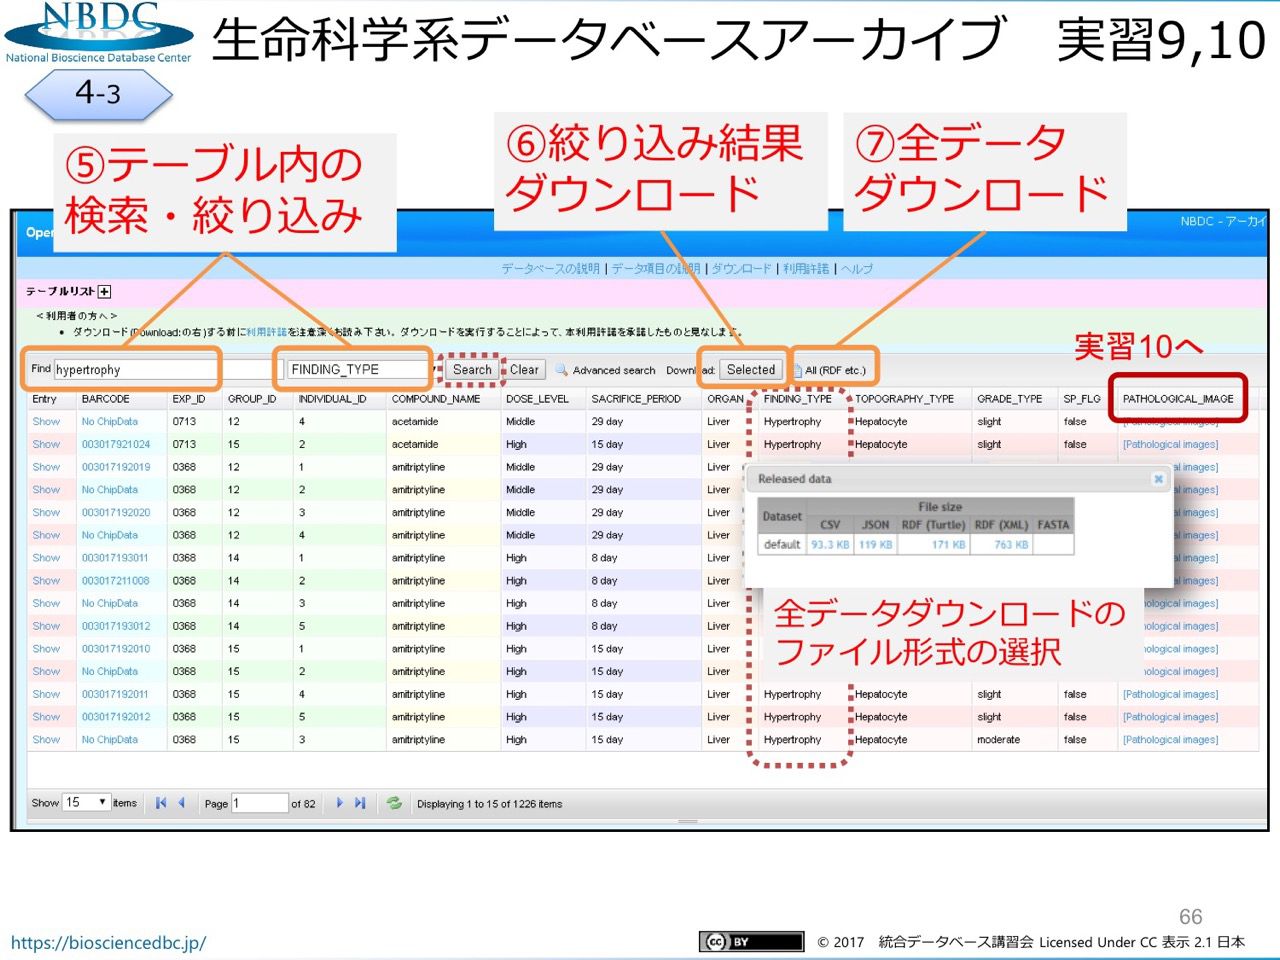 NBDC
National Bioscience Database Center
生命科学系データベースアーカイブ　実習9,10
4-3
⑤テーブル内の
検索・絞り込み
⑥絞り込み結果
ダウンロード
⑦全データ
ダウンロード
Oper
NBDC - アーカイ
データベースの説明 | データ項目の説明 | ダウンロード | 利用許諾 | ヘルプ
テーブルリスト +
<利用者の方へ>
• ダウンロード(Download:の右)する前に利用許諾を注意深くお読み下さい。ダウンロードを実行することによって、本利用許諾を承諾したものと見なします。
実習10へ
Find hypertrophy FINDING_TYPE Search Clear Advanced search Download: Selected All (RDF etc.)
Entry BARCODE EXP_ID GROUP_ID INDIVIDUAL_ID COMPOUND_NAME DOSE_LEVEL SACRIFICE_PERIOD ORGAN FINDING_TYPE TOPOGRAPHY_TYPE GRADE_TYPE SP_FLG PATHOLOGICAL_IMAGE
Show No ChipData 0713 12 4 acetamide Middle 29 day Liver Hypertrophy Hepatocyte slight false [Pathological images]
Show 003017921024 0713 15 2 acetamide High 15 day Liver Hypertrophy Hepatocyte slight false [Pathological images]
Show 003017192019 0368 12 1 amitriptyline Middle 29 day Liver al images]
Show No ChipData 0368 12 2 amitriptyline Middle 29 day Liver al images]
Show 003017192020 0368 12 3 amitriptyline Middle 29 day Liver al images]
Show No ChipData 0368 12 4 amitriptyline Middle 29 day Liver al images]
Show 003017193011 0368 14 1 amitriptyline High 8 day Liver al images]
Show 003017211008 0368 14 2 amitriptyline High 8 day Liver al images]
Show No ChipData 0368 14 3 amitriptyline High 8 day Liver ological images]
Show 003017193012 0368 14 5 amitriptyline High 8 day Liver ological images]
Show 003017192010 0368 15 1 amitriptyline High 15 day Liver ological images]
Show No ChipData 0368 15 2 amitriptyline High 15 day Liver ological images]
Show 003017192011 0368 15 4 amitriptyline High 15 day Liver Hypertrophy Hepatocyte slight false [Pathological images]
Show 003017192012 0368 15 5 amitriptyline High 15 day Liver Hypertrophy Hepatocyte slight false [Pathological images]
Show No ChipData 0368 15 3 amitriptyline High 15 day Liver Hypertrophy Hepatocyte moderate false [Pathological images]
Released data
Dataset File size
CSV JSON RDF (Turtle) RDF (XML) FASTA
default 93.3 KB 119 KB 171 KB 763 KB
全データダウンロードの
ファイル形式の選択
Show 15 items Page 1 of 82 Displaying 1 to 15 of 1226 items
66
https://biosciencedbc.jp/
cc BY © 2017　統合データベース講習会 Licensed Under CC 表示 2.1 日本